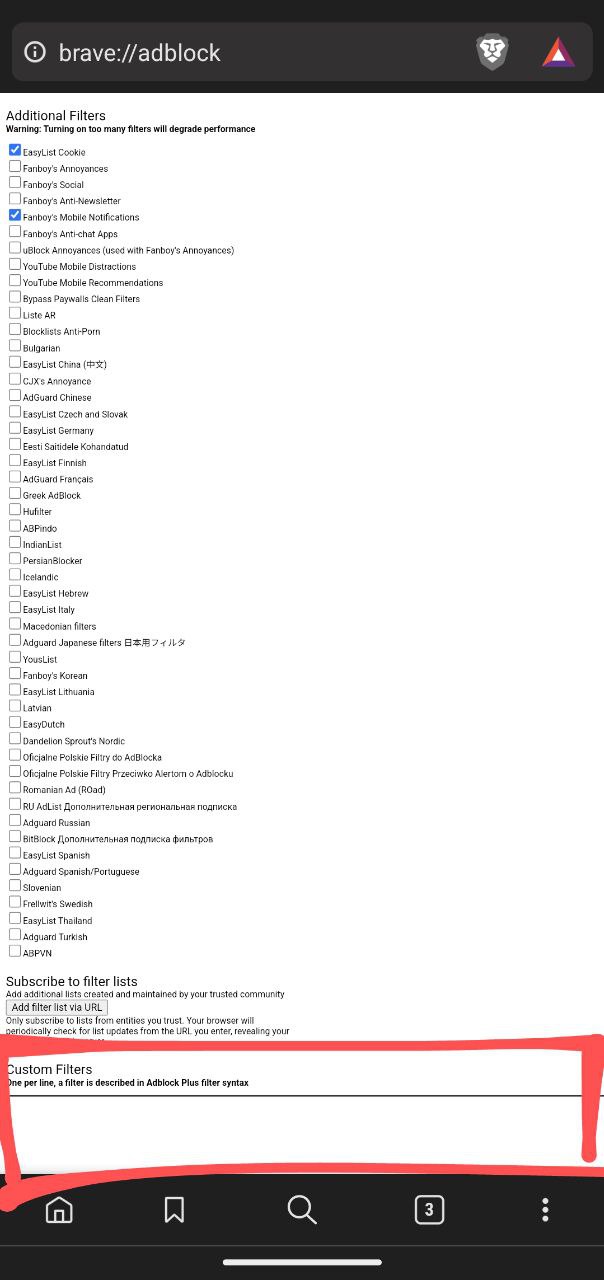 brave://adblock
Additional Filters
Warning: Turning on too many filters will degrade performance
EasyList Cookie
Fanboy's Annoyances
Fanboy's Social
Fanboy's Anti-Newsletter
Fanboy's Mobile Notifications
Fanboy's Anti-chat Apps
uBlock Annoyances (used with Fanboy's Annoyances)
YouTube Mobile Distractions
YouTube Mobile Recommendations
Bypass Paywalls Clean Filters
Liste AR
Blocklists Anti-Porn
Bulgarian
EasyList China (中文)
CJX's Annoyance
AdGuard Chinese
EasyList Czech and Slovak
EasyList Germany
Eesti Saitidele Kohandatud
EasyList Finnish
AdGuard Français
Greek AdBlock
Hufilter
ABPindo
IndianList
PersianBlocker
Icelandic
EasyList Hebrew
EasyList Italy
Macedonian filters
Adguard Japanese filters 日本用フィルタ
YousList
Fanboy's Korean
EasyList Lithuania
Latvian
EasyDutch
Dandelion Sprout's Nordic
Oficjalne Polskie Filtry do AdBlocka
Oficjalne Polskie Filtry Przeciwko Alertom o Adblocku
Romanian Ad (ROad)
RU AdList Дополнительная региональная подписка
Adguard Russian
BitBlock Дополнительная подписка фильтров
EasyList Spanish
Adguard Spanish/Portuguese
Slovenian
Frellwit's Swedish
EasyList Thailand
Adguard Turkish
ABPVN
Subscribe to filter lists
Add additional lists created and maintained by your trusted community
Add filter list via URL
Only subscribe to lists from entities you trust. Your browser will
periodically check for list updates from the URL you enter, revealing your
Custom Filters
One per line, a filter is described in Adblock Plus filter syntax
3